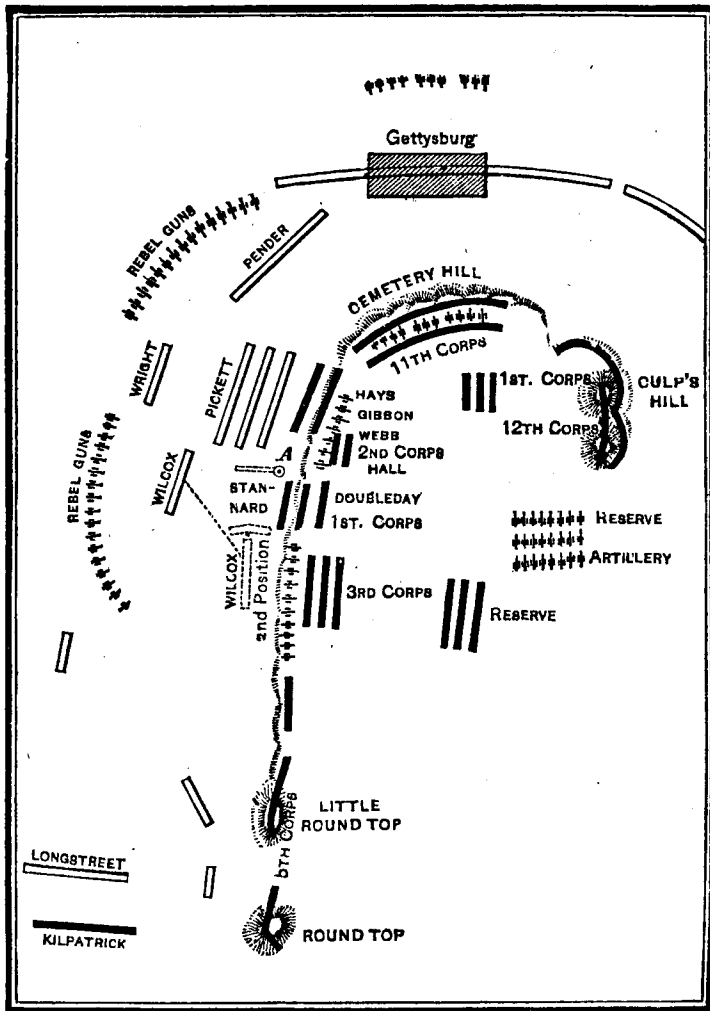 Gettysburg
REBEL GUNS
PENDER
CEMETERY HILL
11TH CORPS
WRIGHT
PICKETT
HAYS
GIBBON
WEBB
2ND CORPS
HALL
1ST. CORPS
12TH CORPS
CULP'S
HILL
A
REBEL GUNS
WILCOX
STAN-
NARD
DOUBLEDAY
1ST. CORPS
RESERVE
ARTILLERY
WILCOX
2nd Position
3RD CORPS
RESERVE
LITTLE
ROUND TOP
5TH CORPS
LONGSTREET
KILPATRICK
ROUND TOP